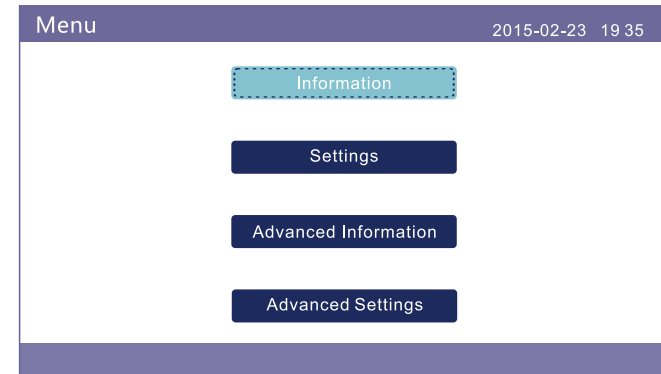 Menu
2015-02-23 19 35
Information
Settings
Advanced Information
Advanced Settings